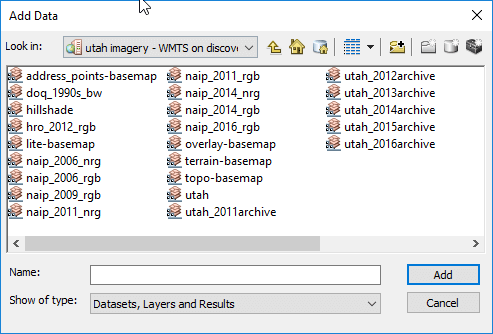 Add Data
Look in: utah imagery - WMTS on discove
address_points-basemap
doq_1990s_bw
hillshade
hro_2012_rgb
lite-basemap
naip_2006_nrg
naip_2006_rgb
naip_2009_rgb
naip_2011_nrg
naip_2011_rgb
naip_2014_nrg
naip_2014_rgb
naip_2016_rgb
overlay-basemap
terrain-basemap
topo-basemap
utah
utah_2011archive
utah_2012archive
utah_2013archive
utah_2014archive
utah_2015archive
utah_2016archive
Name: Add
Show of type: Datasets, Layers and Results Cancel